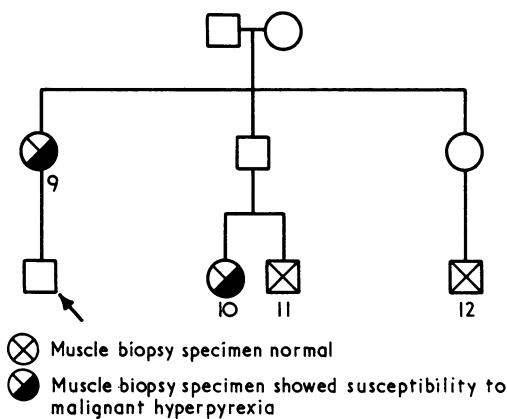 9
10 11 12
Muscle biopsy specimen normal
Muscle biopsy specimen showed susceptibility to
malignant hyperpyrexia